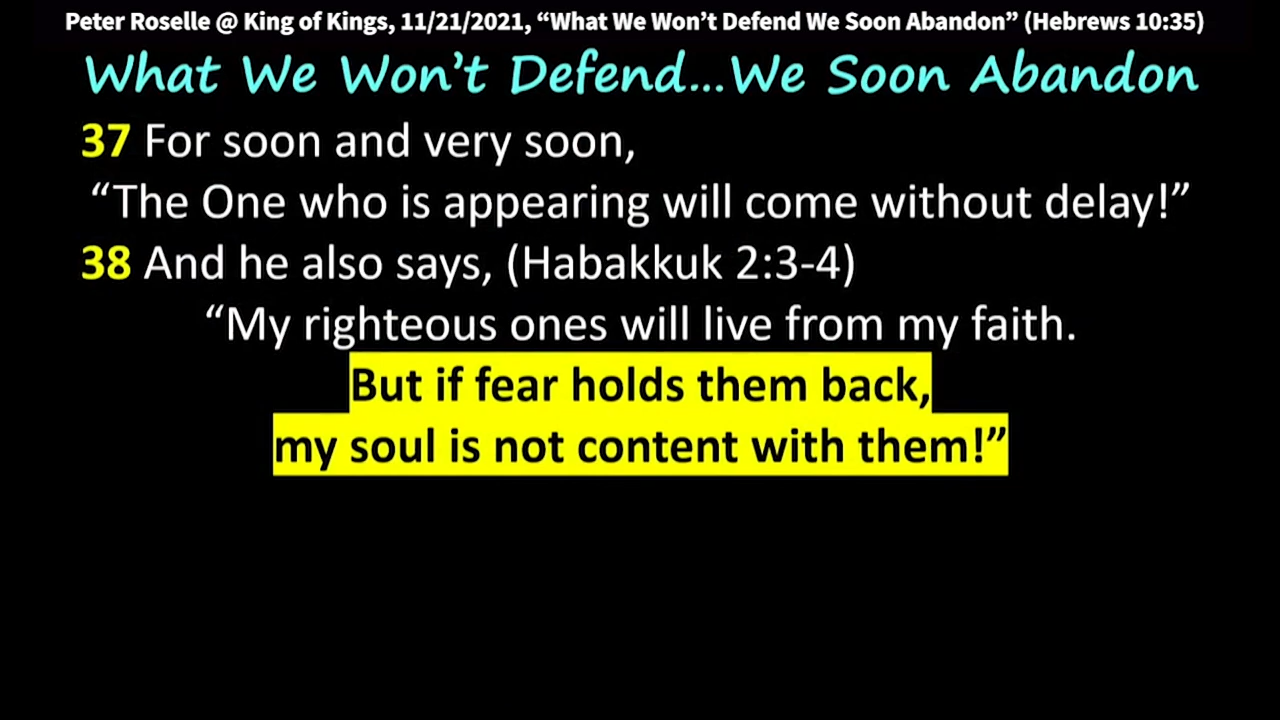 Peter Roselle @ King of Kings, 11/21/2021, “What We Won’t Defend We Soon Abandon” (Hebrews 10:35)
What We Won’t Defend...We Soon Abandon
37 For soon and very soon,
“The One who is appearing will come without delay!”
38 And he also says, (Habakkuk 2:3-4)
“My righteous ones will live from my faith.
But if fear holds them back,
my soul is not content with them!”